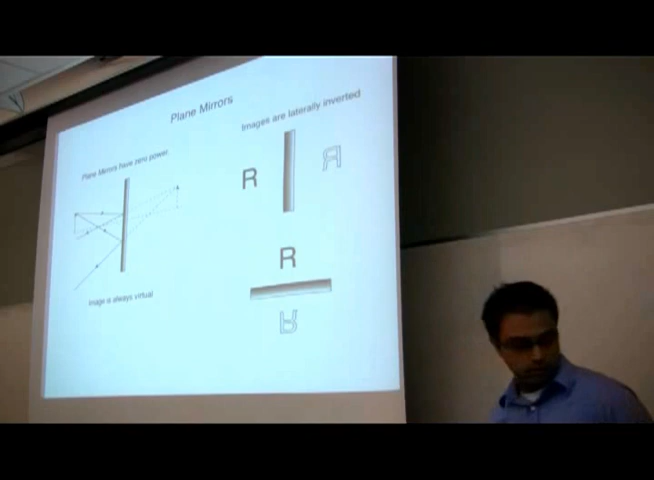 Plane Mirrors
Plane Mirrors have zero power.
Image is always virtual
Images are laterally inverted
R
R
R
R